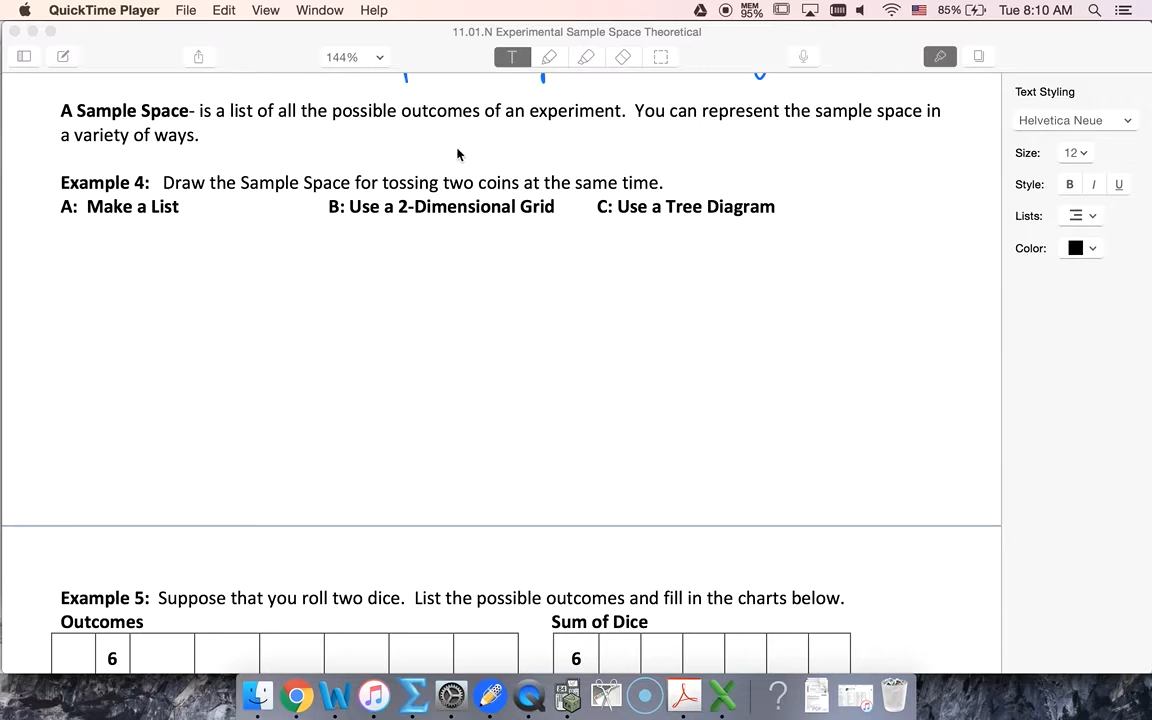 QuickTime Player File Edit View Window Help MEM 95% 85% Tue 8:10 AM
11.01.N Experimental Sample Space Theoretical
144% T
A Sample Space- is a list of all the possible outcomes of an experiment. You can represent the sample space in
a variety of ways.
Example 4: Draw the Sample Space for tossing two coins at the same time.
A: Make a List B: Use a 2-Dimensional Grid C: Use a Tree Diagram
Example 5: Suppose that you roll two dice. List the possible outcomes and fill in the charts below.
Outcomes Sum of Dice
6 6
Text Styling
Helvetica Neue
Size: 12
Style: B I U
Lists:
Color: